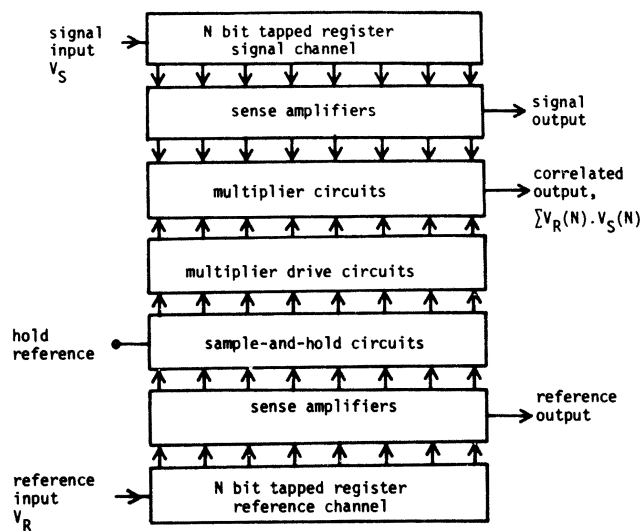 signal
input
V_S
N bit tapped register
signal channel
sense amplifiers
signal
output
multiplier circuits
correlated
output,
∑V_R(N).V_S(N)
multiplier drive circuits
hold
reference
sample-and-hold circuits
sense amplifiers
reference
output
reference
input
V_R
N bit tapped register
reference channel